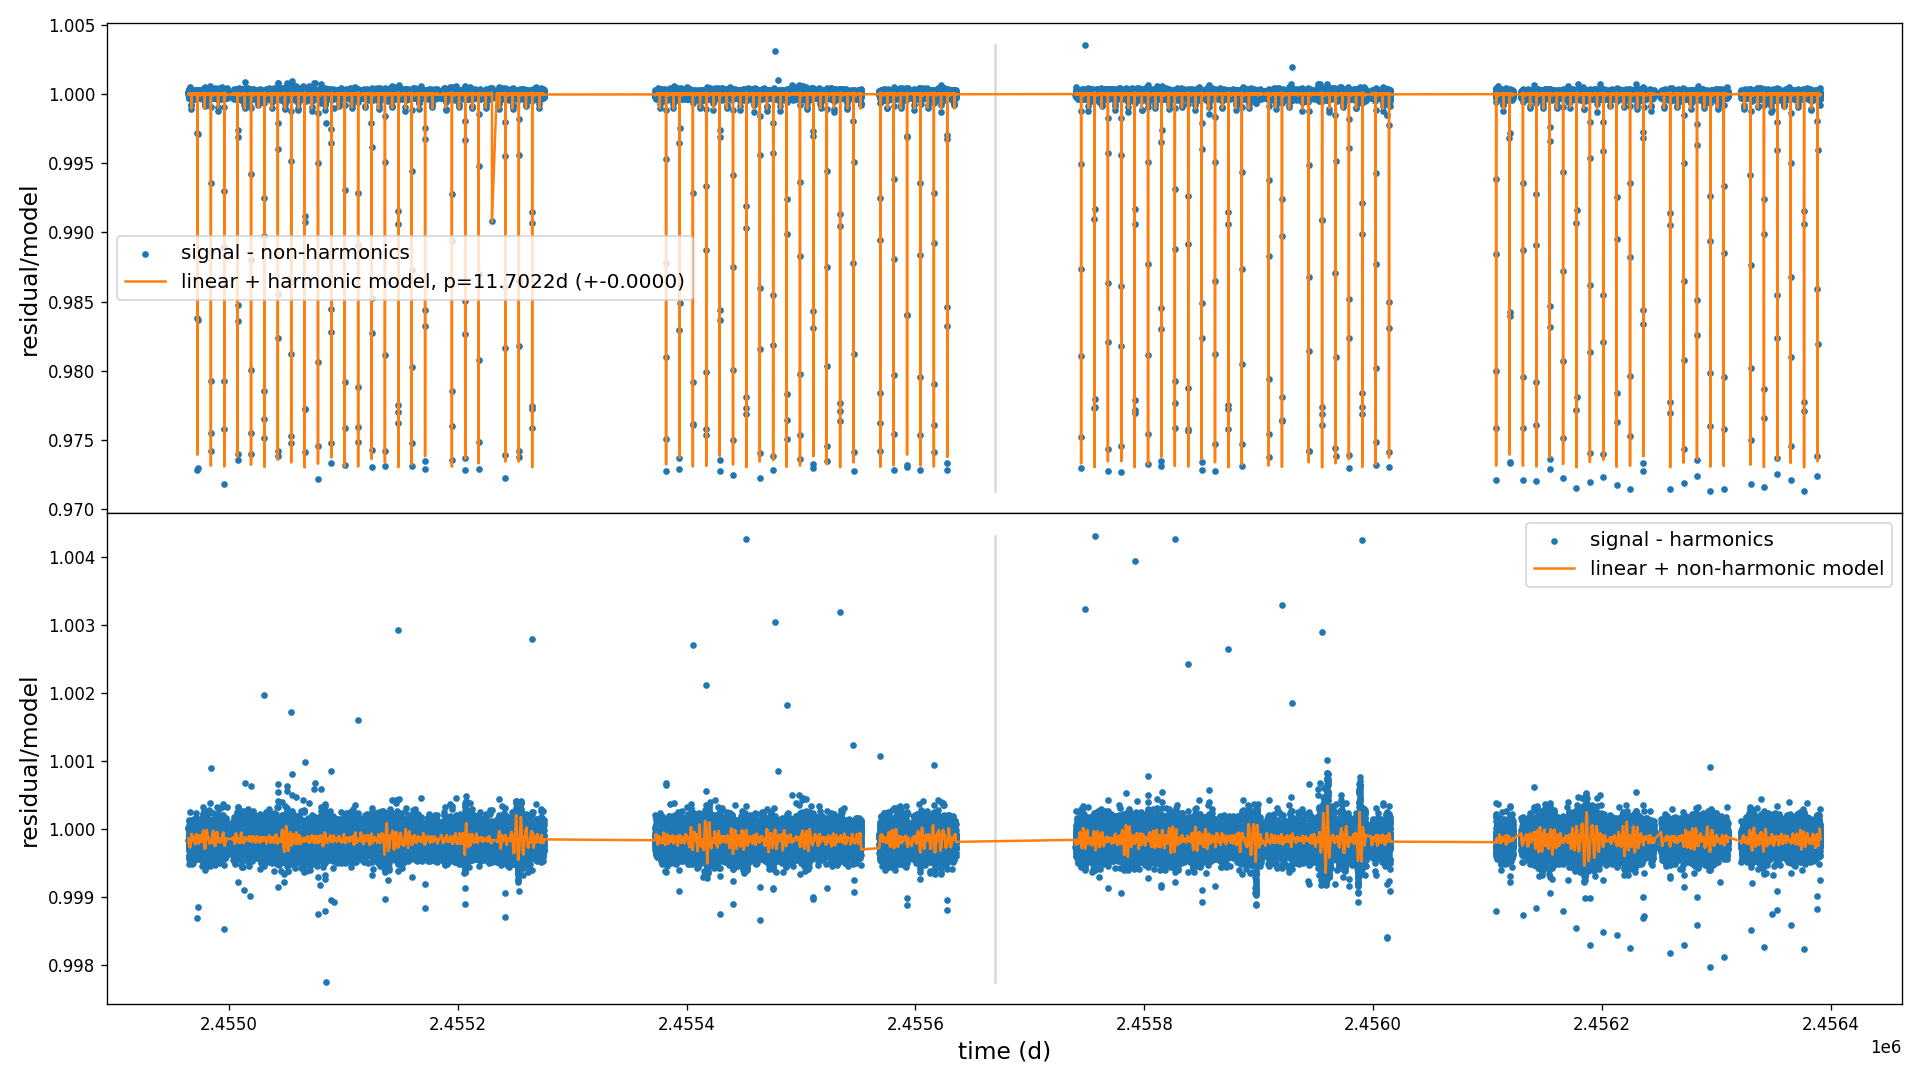 residual/model
1.005
1.000
0.995
0.990
0.985
0.980
0.975
0.970
signal - non-harmonics
linear + harmonic model, p=11.7022d (+-0.0000)
residual/model
1.004
1.003
1.002
1.001
1.000
0.999
0.998
signal - harmonics
linear + non-harmonic model
2.4550
2.4552
2.4554
2.4556
2.4558
2.4560
2.4562
2.4564
1e6
time (d)